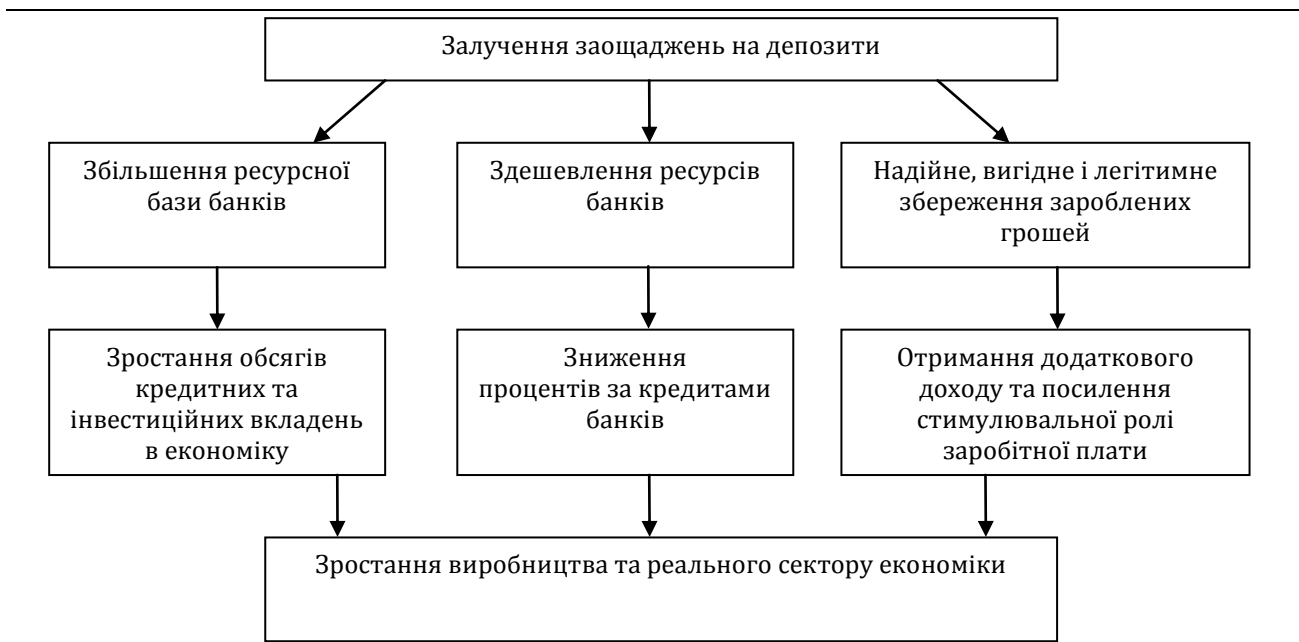 Залучення заощаджень на депозити
Збільшення ресурсної
бази банків
Здешевлення ресурсів
банків
Надійне, вигідне і легітимне
збереження зароблених
грошей
Зростання обсягів
кредитних та
інвестиційних вкладень
в економіку
Зниження
процентів за кредитами
банків
Отримання додаткового
доходу та посилення
стимулювальної ролі
заробітної плати
Зростання виробництва та реального сектору економіки